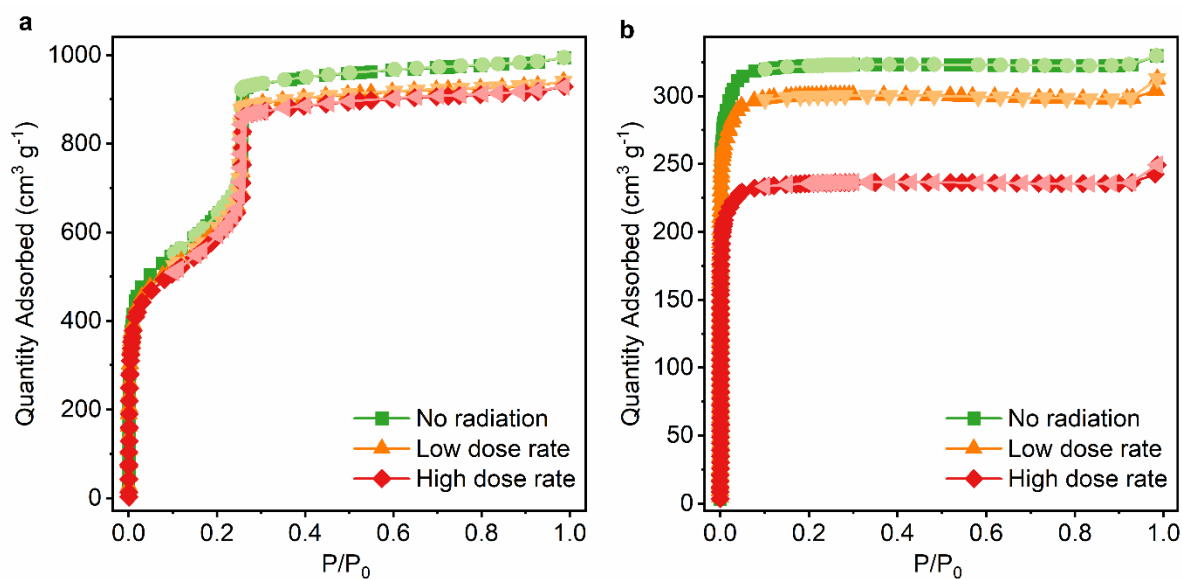 a
Quantity Adsorbed (cm³ g⁻¹)
1000
800
600
400
200
0
0.0 0.2 0.4 0.6 0.8 1.0
P/P₀
No radiation
Low dose rate
High dose rate
b
Quantity Adsorbed (cm³ g⁻¹)
300
250
200
150
100
50
0
0.0 0.2 0.4 0.6 0.8 1.0
P/P₀
No radiation
Low dose rate
High dose rate